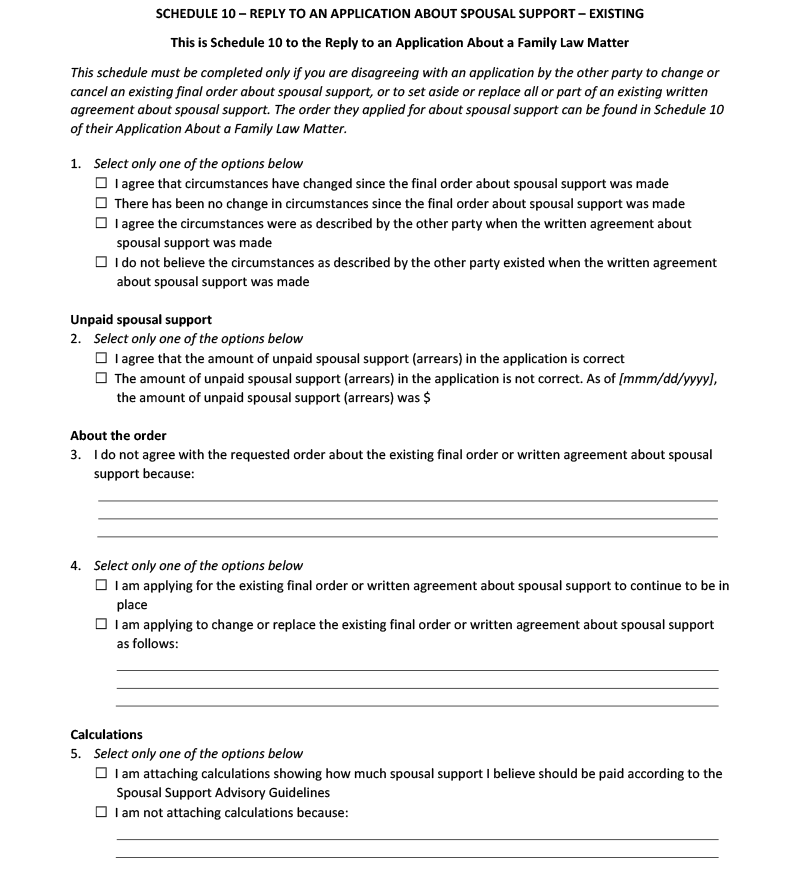 SCHEDULE 10 – REPLY TO AN APPLICATION ABOUT SPOUSAL SUPPORT – EXISTING
This is Schedule 10 to the Reply to an Application About a Family Law Matter
This schedule must be completed only if you are disagreeing with an application by the other party to change or
cancel an existing final order about spousal support, or to set aside or replace all or part of an existing written
agreement about spousal support. The order they applied for about spousal support can be found in Schedule 10
of their Application About a Family Law Matter.
1. Select only one of the options below
☐ I agree that circumstances have changed since the final order about spousal support was made
☐ There has been no change in circumstances since the final order about spousal support was made
☐ I agree the circumstances were as described by the other party when the written agreement about
spousal support was made
☐ I do not believe the circumstances as described by the other party existed when the written agreement
about spousal support was made
Unpaid spousal support
2. Select only one of the options below
☐ I agree that the amount of unpaid spousal support (arrears) in the application is correct
☐ The amount of unpaid spousal support (arrears) in the application is not correct. As of [mmm/dd/yyyy],
the amount of unpaid spousal support (arrears) was $
About the order
3. I do not agree with the requested order about the existing final order or written agreement about spousal
support because:
4. Select only one of the options below
☐ I am applying for the existing final order or written agreement about spousal support to continue to be in
place
☐ I am applying to change or replace the existing final order or written agreement about spousal support
as follows:
Calculations
5. Select only one of the options below
☐ I am attaching calculations showing how much spousal support I believe should be paid according to the
Spousal Support Advisory Guidelines
☐ I am not attaching calculations because: